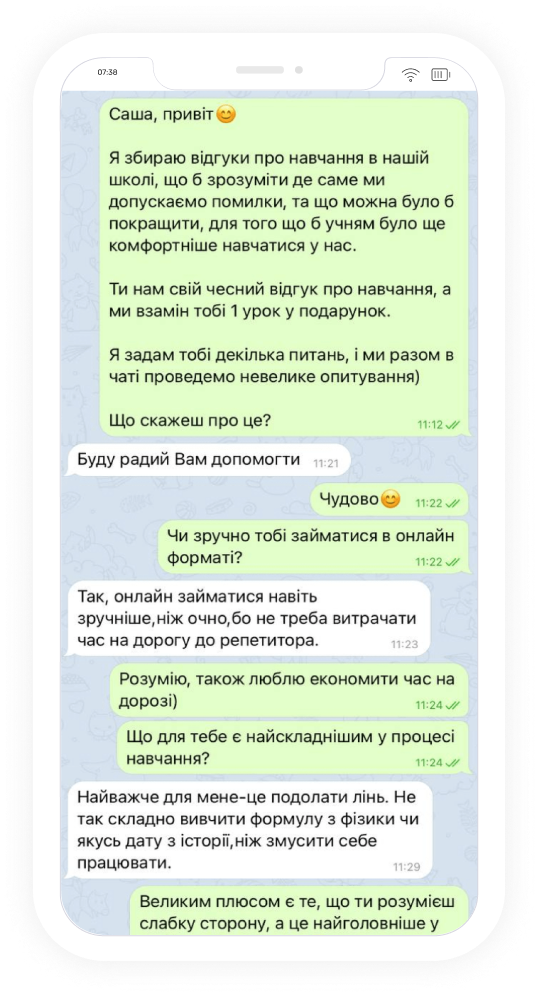 07:38
Саша, привіт😊
Я збираю відгуки про навчання в нашій
школі, що б зрозуміти де саме ми
допускаємо помилки, та що можна було б
покращити, для того що б учням було ще
комфортніше навчатися у нас.
Ти нам свій чесний відгук про навчання, а
ми взамін тобі 1 урок у подарунок.
Я задам тобі декілька питань, і ми разом в
чаті проведемо невелике опитування)
Що скажеш про це? 11:12
Буду радий Вам допомогти 11:21
Чудово😊 11:22
Чи зручно тобі займатися в онлайн
форматі? 11:22
Так, онлайн займатися навіть
зручніше,ніж очно,бо не треба витрачати
час на дорогу до репетитора. 11:23
Розумію, також люблю економити час на
дорозі) 11:24
Що для тебе є найскладнішим у процесі
навчання? 11:24
Найважче для мене-це подолати лінь. Не
так складно вивчити формулу з фізики чи
якусь дату з історії,ніж змусити себе
працювати. 11:29
Великим плюсом є те, що ти розумієш
слабку сторону, а це найголовніше у